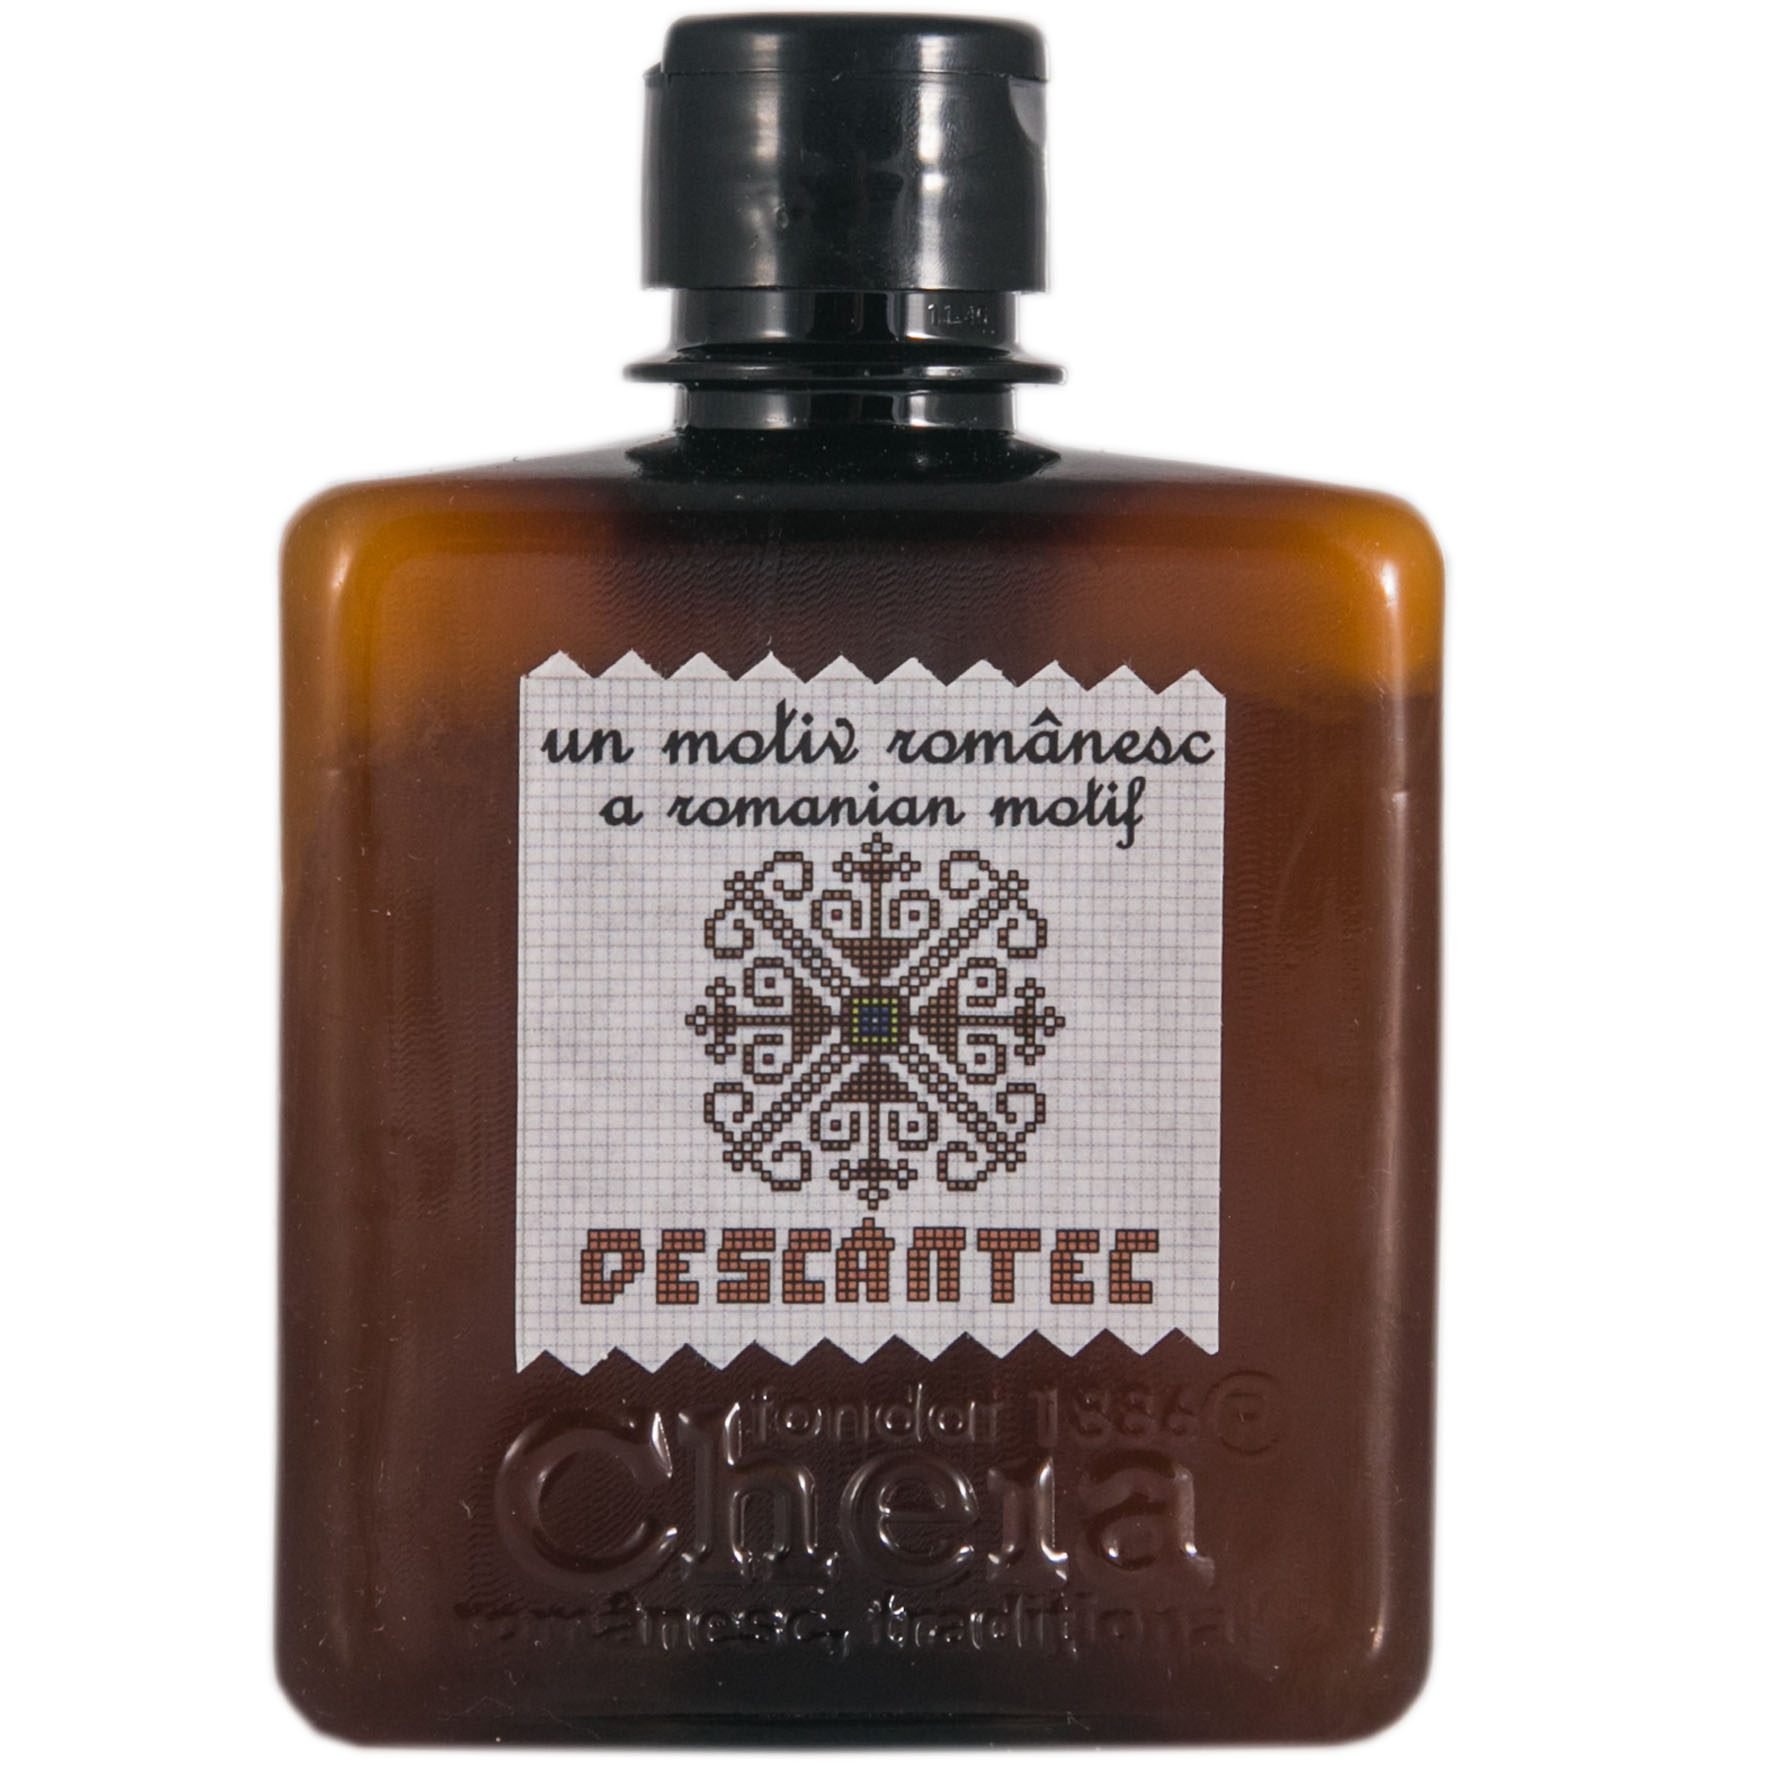 un motiv românesc
a romanian motif
DESCÂNTEC
fondat 1886 ®
Cheia
românesc, tradițional